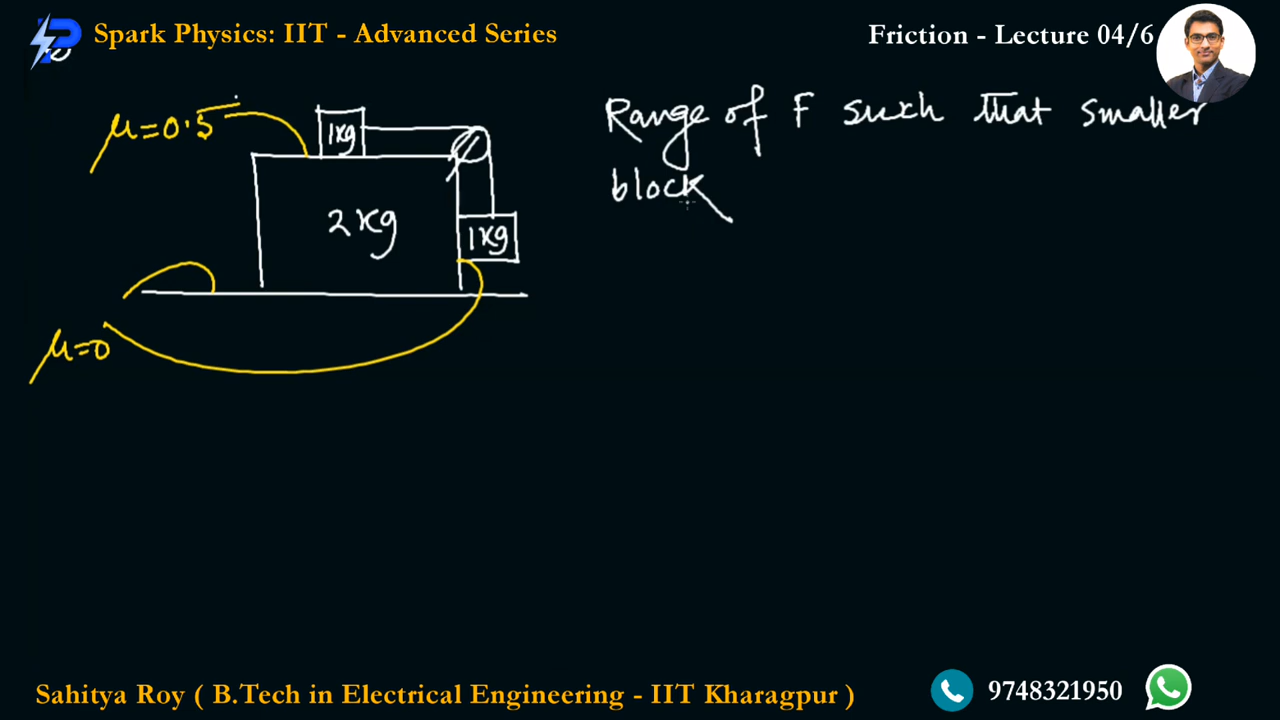 Spark Physics: IIT - Advanced Series
Friction - Lecture 04/6
μ=0.5
1kg
2kg
1kg
μ=0
Range of F such that smaller
block
Sahitya Roy ( B.Tech in Electrical Engineering - IIT Kharagpur )
9748321950